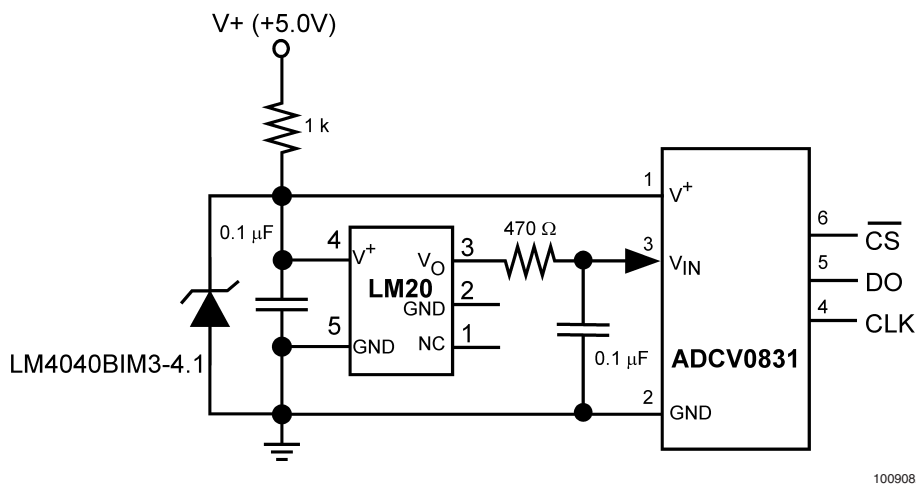 V+ (+5.0V)
1 k
0.1 µF
LM4040BIM3-4.1
4
V+
5
GND
LM20
VO
3
GND
2
NC
1
470 Ω
0.1 µF
1
V+
3
VIN
ADCV0831
2
GND
6
C̅S̅
5
DO
4
CLK
100908